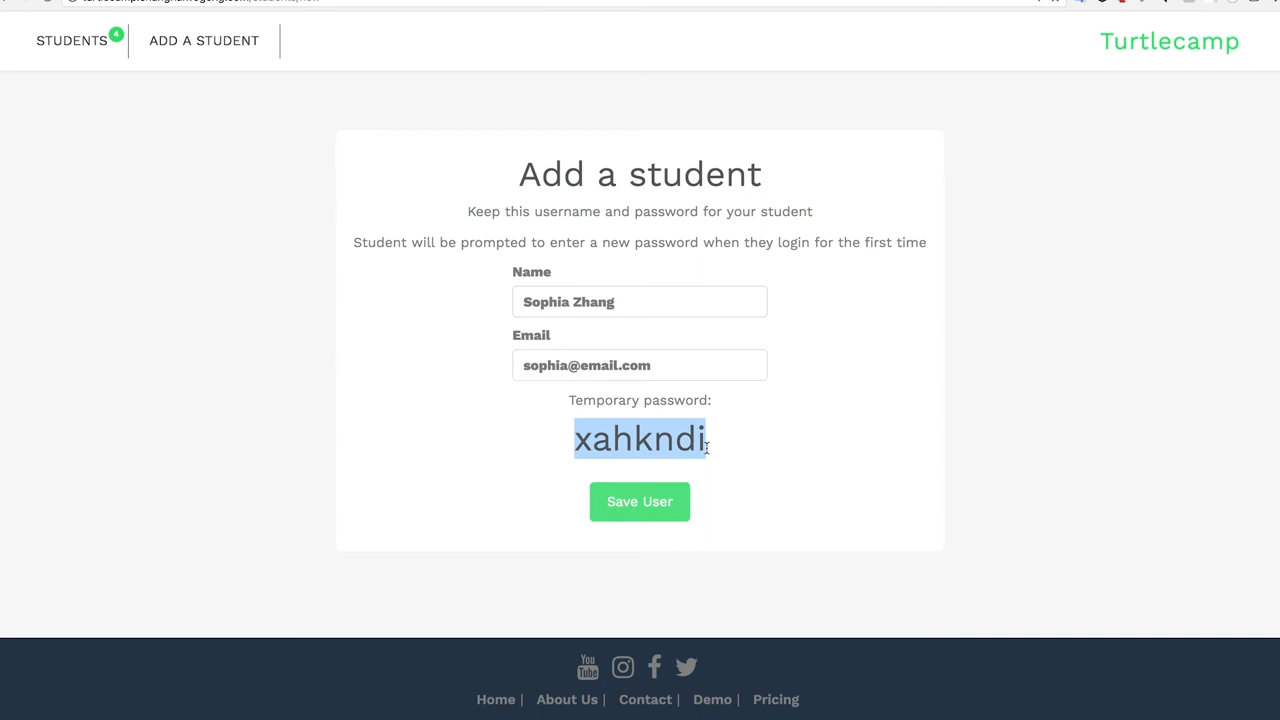 STUDENTS 4 ADD A STUDENT Turtlecamp
Add a student
Keep this username and password for your student
Student will be prompted to enter a new password when they login for the first time
Name
Sophia Zhang
Email
sophia@email.com
Temporary password:
xahkndi
Save User
You Tube
Home | About Us | Contact | Demo | Pricing